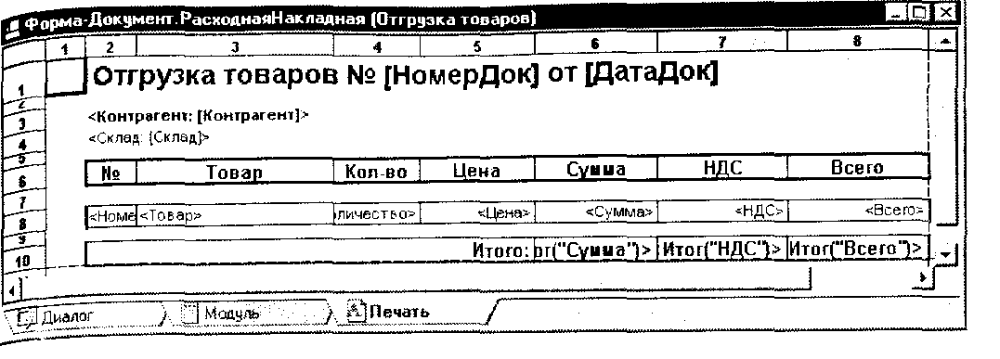 Форма-Документ.РасходнаяНакладная (Отгрузка товаров)
1 2 3 4 5 6 7 8
1 Отгрузка товаров № [НомерДок] от [ДатаДок]
2
3 <Контрагент: [Контрагент]>
4 <Склад: [Склад]>
5
6 № Товар Кол-во Цена Сумма НДС Всего
7
8 <Номе <Товар> личество> <Цена> <Сумма> <НДС> <Всего>
9
10 Итого: ог("Сумма")> Итог("НДС")> Итог("Всего")>
Диалог Модуль Печать